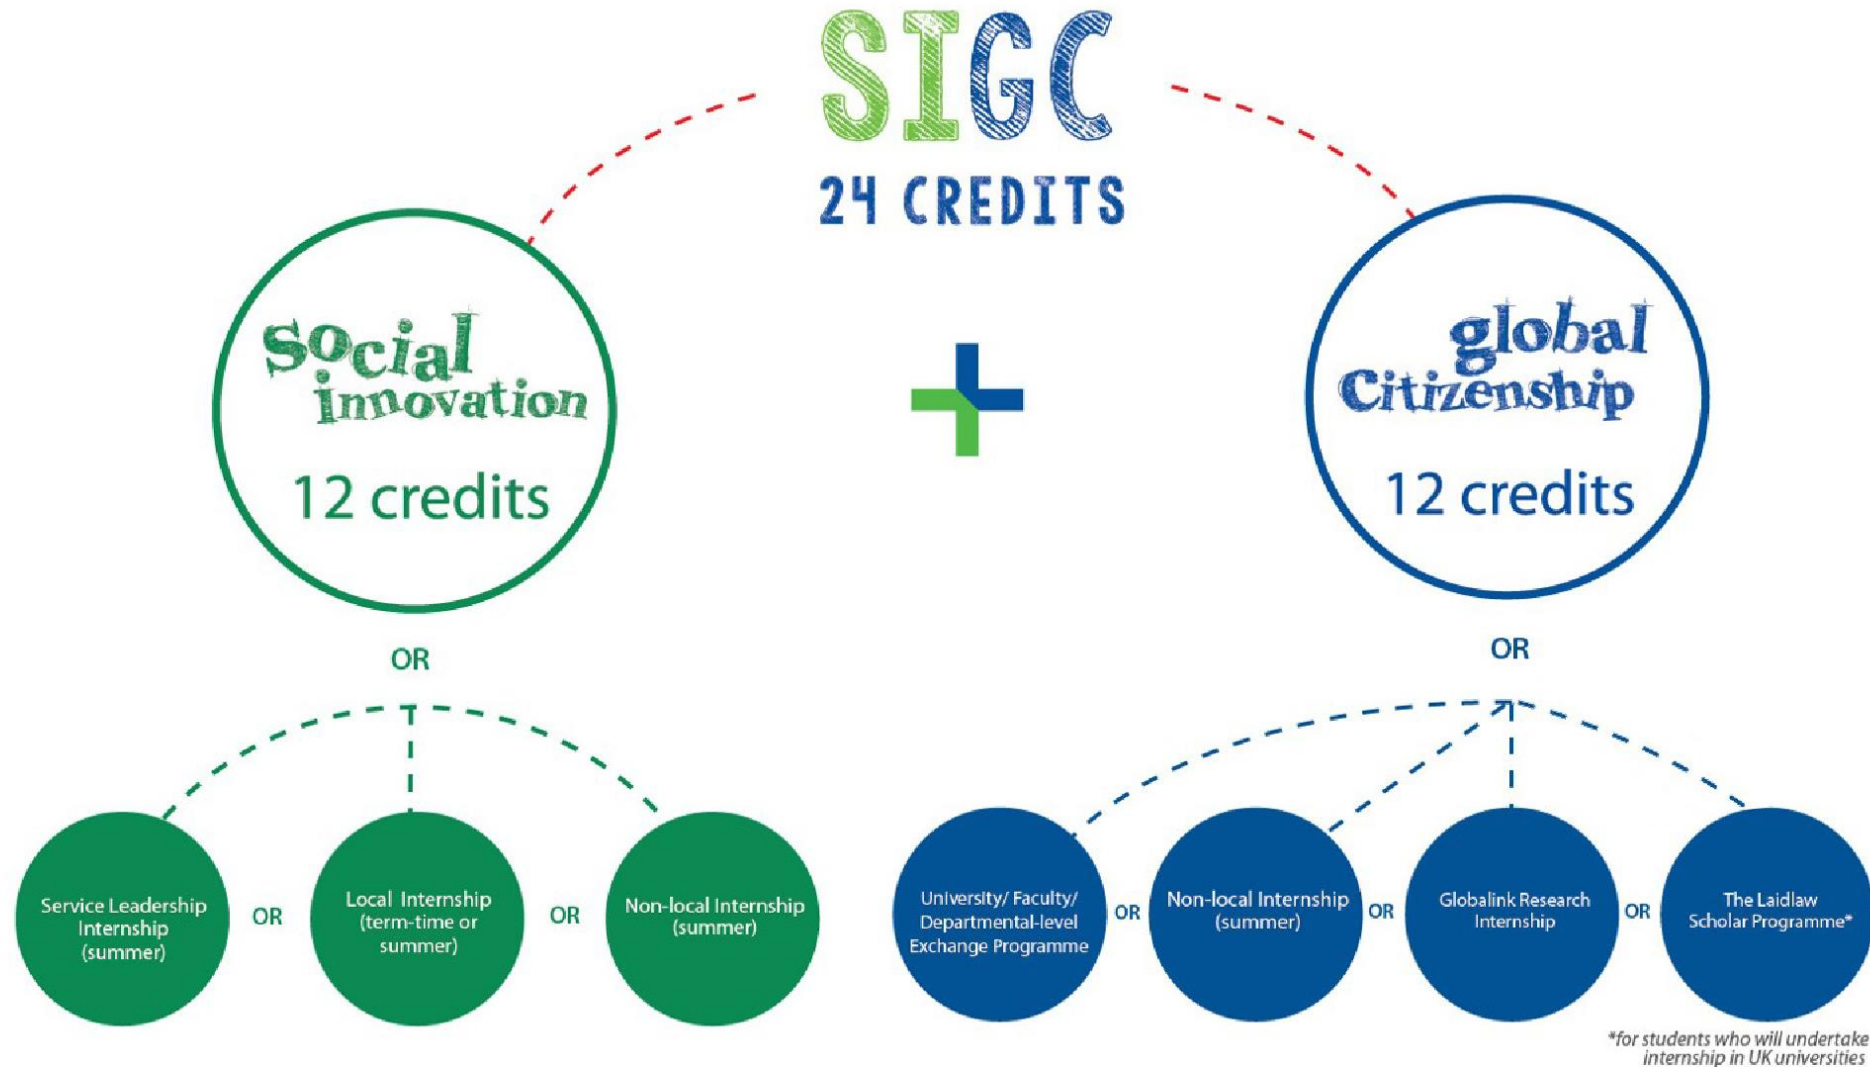 SIGC
24 CREDITS
social
innovation
12 credits
global
Citizenship
12 credits
OR
OR
Service Leadership
Internship
(summer)
OR
Local Internship
(term-time or
summer)
OR
Non-local Internship
(summer)
University/ Faculty/
Departmental-level
Exchange Programme
OR
Non-local Internship
(summer)
OR
Globalink Research
Internship
OR
The Laidlaw
Scholar Programme*
*for students who will undertake
internship in UK universities